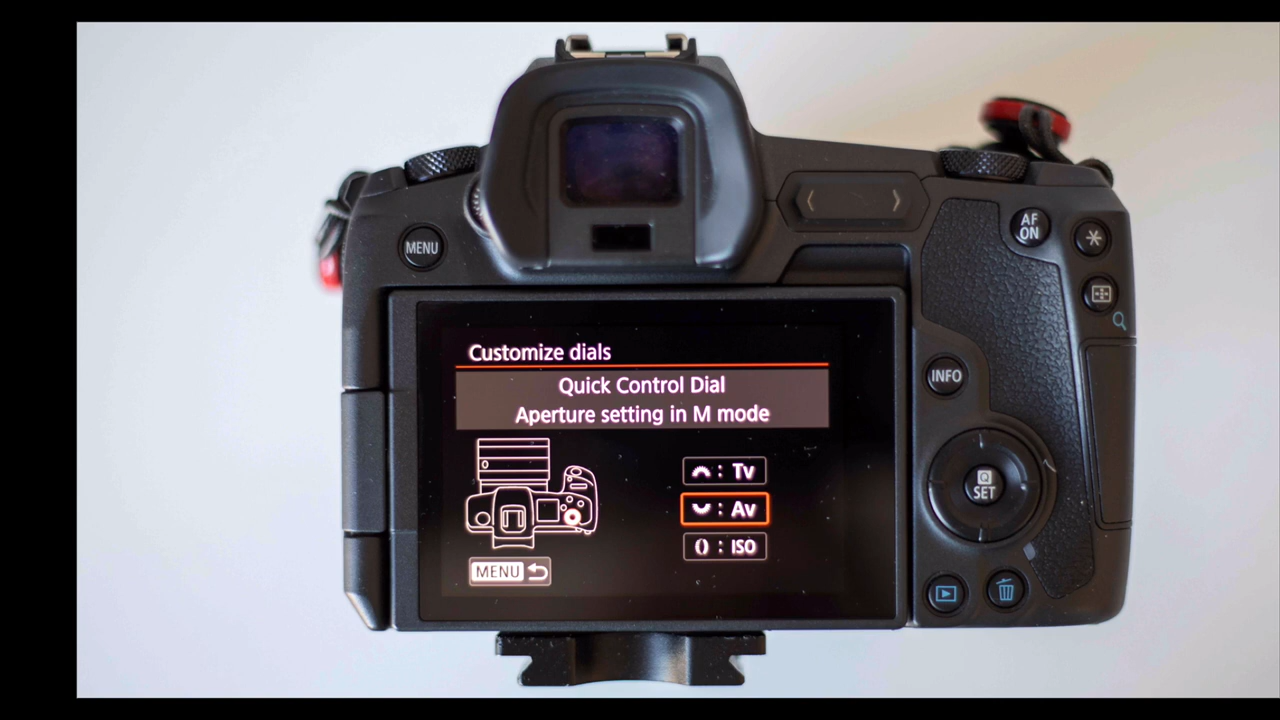 MENU
AF
ON
INFO
Q
SET
Customize dials
Quick Control Dial
Aperture setting in M mode
: Tv
: Av
: ISO
MENU